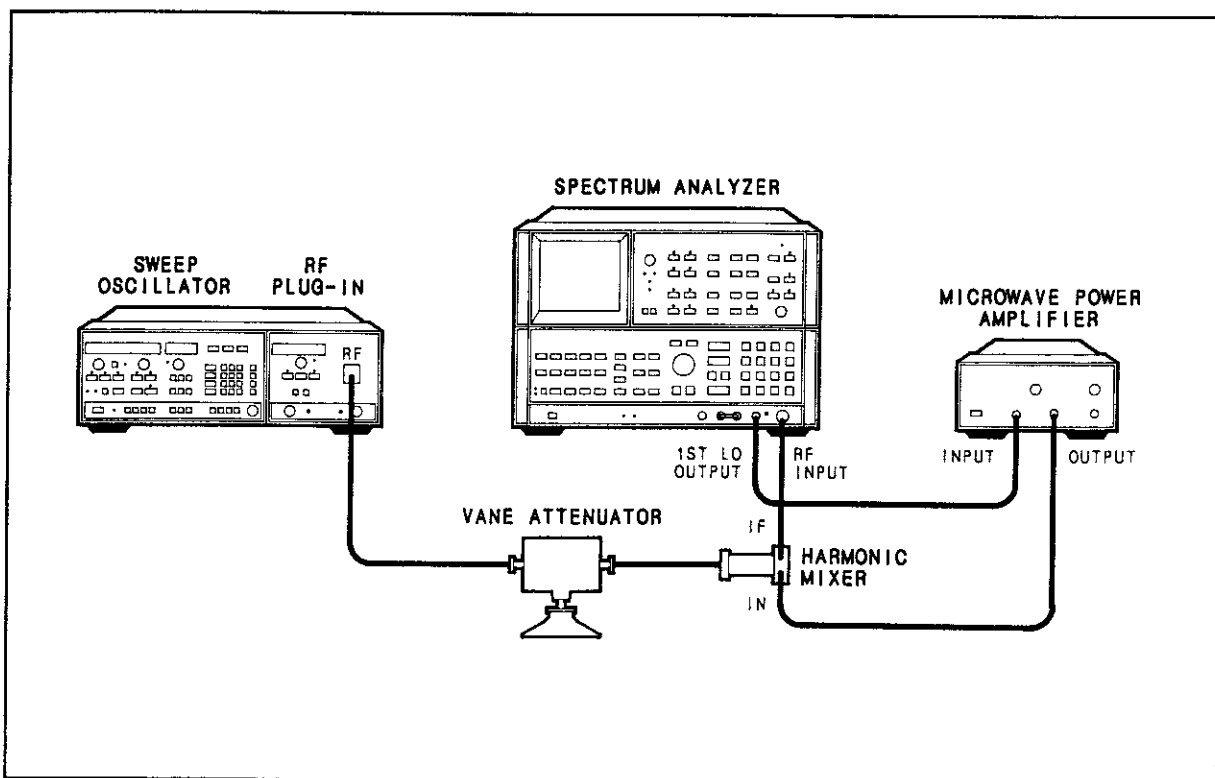 SPECTRUM ANALYZER
SWEEP
OSCILLATOR
RF
PLUG-IN
RF
MICROWAVE POWER
AMPLIFIER
1ST LO
OUTPUT
RF
INPUT
INPUT
OUTPUT
VANE ATTENUATOR
IF
HARMONIC
MIXER
IN